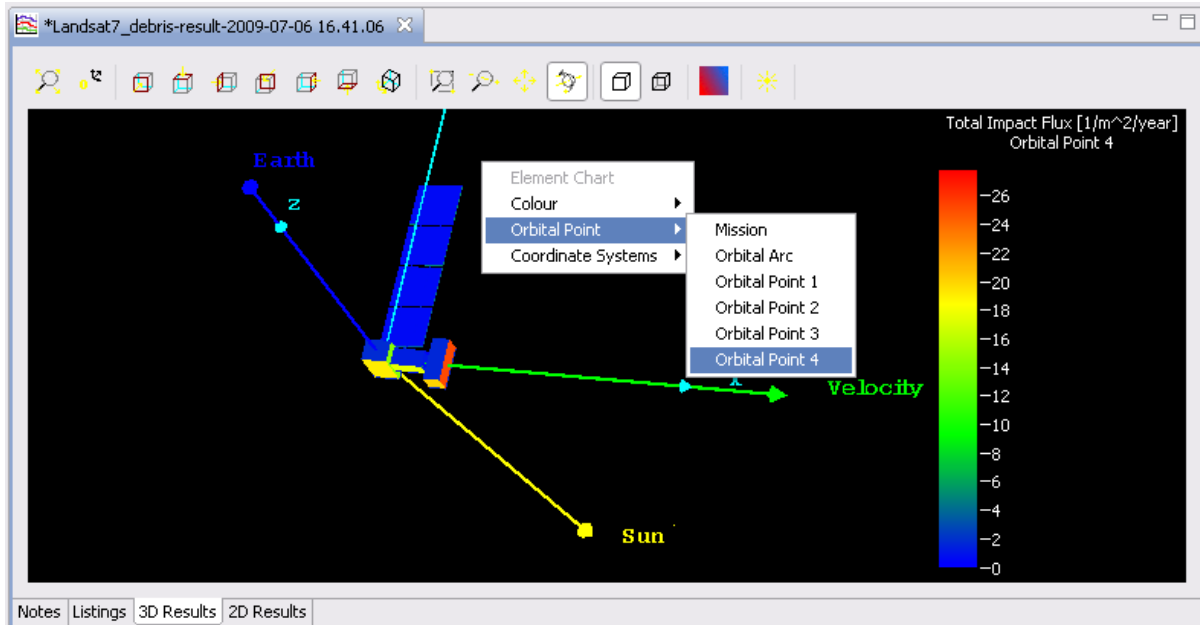 *Landsat7_debris-result-2009-07-06 16.41.06
Total Impact Flux [1/m^2/year]
Orbital Point 4
Earth
Z
Element Chart
Colour
Orbital Point
Coordinate Systems
Mission
Orbital Arc
Orbital Point 1
Orbital Point 2
Orbital Point 3
Orbital Point 4
X
Velocity
Sun
26
24
22
20
18
16
14
12
10
8
6
4
2
0
Notes Listings 3D Results 2D Results